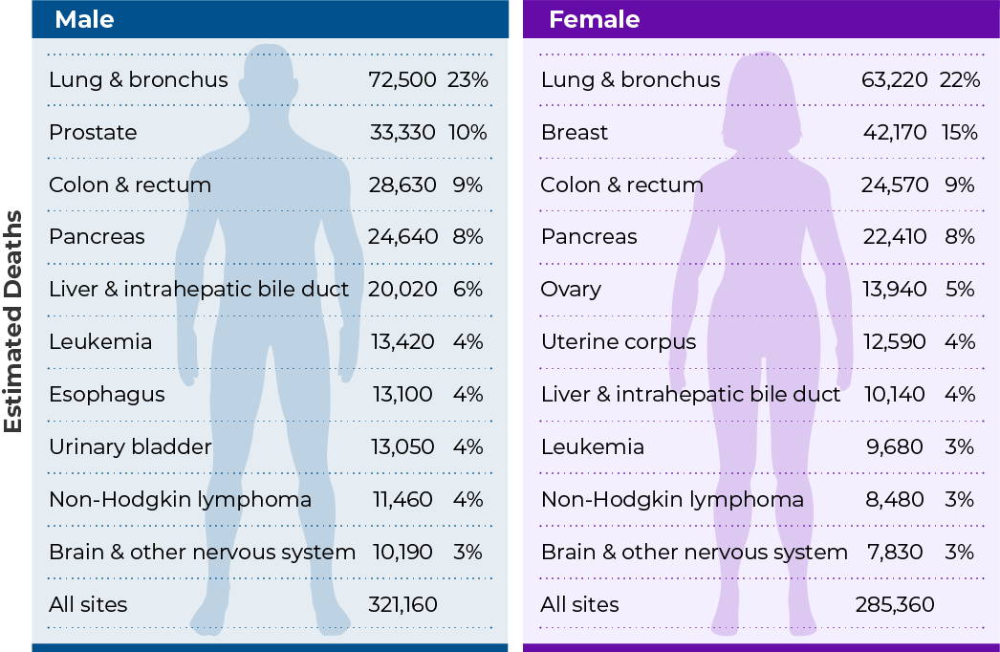 Estimated Deaths
Male
Lung & bronchus 72,500 23%
Prostate 33,330 10%
Colon & rectum 28,630 9%
Pancreas 24,640 8%
Liver & intrahepatic bile duct 20,020 6%
Leukemia 13,420 4%
Esophagus 13,100 4%
Urinary bladder 13,050 4%
Non-Hodgkin lymphoma 11,460 4%
Brain & other nervous system 10,190 3%
All sites 321,160
Female
Lung & bronchus 63,220 22%
Breast 42,170 15%
Colon & rectum 24,570 9%
Pancreas 22,410 8%
Ovary 13,940 5%
Uterine corpus 12,590 4%
Liver & intrahepatic bile duct 10,140 4%
Leukemia 9,680 3%
Non-Hodgkin lymphoma 8,480 3%
Brain & other nervous system 7,830 3%
All sites 285,360